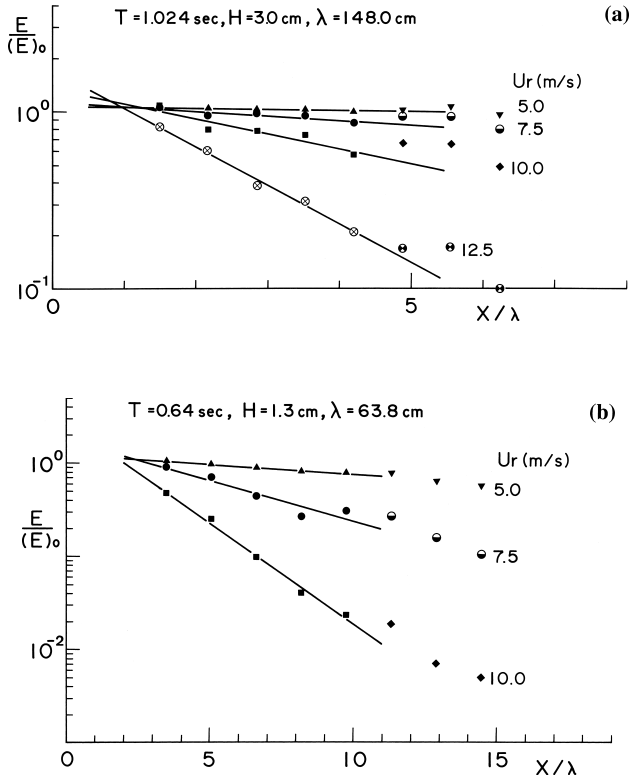 (a)
T = 1.024 sec, H = 3.0 cm, λ = 148.0 cm
E
(E)₀
Ur (m/s)
10⁰
5.0
7.5
10.0
12.5
10⁻¹
0
5
X/λ
(b)
T = 0.64 sec, H = 1.3 cm, λ = 63.8 cm
Ur (m/s)
10⁰
5.0
E
(E)₀
7.5
10⁻²
10.0
0
5
10
15
X/λ